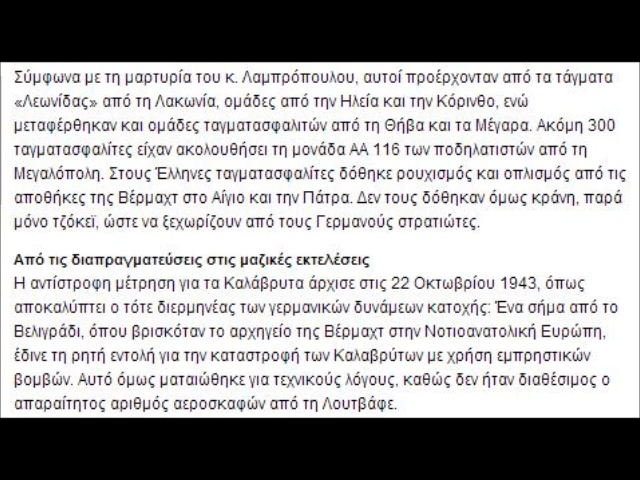 Σύμφωνα με τη μαρτυρία του κ. Λαμπρόπουλου, αυτοί προέρχονταν από τα τάγματα
«Λεωνίδας» από τη Λακωνία, ομάδες από την Ηλεία και την Κόρινθο, ενώ
μεταφέρθηκαν και ομάδες ταγματασφαλιτών από τη Θήβα και τα Μέγαρα. Ακόμη 300
ταγματασφαλίτες είχαν ακολουθήσει τη μονάδα ΑΑ 116 των ποδηλατιστών από τη
Μεγαλόπολη. Στους Έλληνες ταγματασφαλίτες δόθηκε ρουχισμός και οπλισμός από τις
αποθήκες της Βέρμαχτ στο Αίγιο και την Πάτρα. Δεν τους δόθηκαν όμως κράνη, παρά
μόνο τζόκεϊ, ώστε να ξεχωρίζουν από τους Γερμανούς στρατιώτες.
Από τις διαπραγματεύσεις στις μαζικές εκτελέσεις
Η αντίστροφη μέτρηση για τα Καλάβρυτα άρχισε στις 22 Οκτωβρίου 1943, όπως
αποκαλύπτει ο τότε διερμηνέας των γερμανικών δυνάμεων κατοχής: Ένα σήμα από το
Βελιγράδι, όπου βρισκόταν το αρχηγείο της Βέρμαχτ στην Νοτιοανατολική Ευρώπη,
έδινε τη ρητή εντολή για την καταστροφή των Καλαβρύτων με χρήση εμπρηστικών
βομβών. Αυτό όμως ματαιώθηκε για τεχνικούς λόγους, καθώς δεν ήταν διαθέσιμος ο
απαραίτητος αριθμός αεροσκαφών από τη Λουτβάφε.